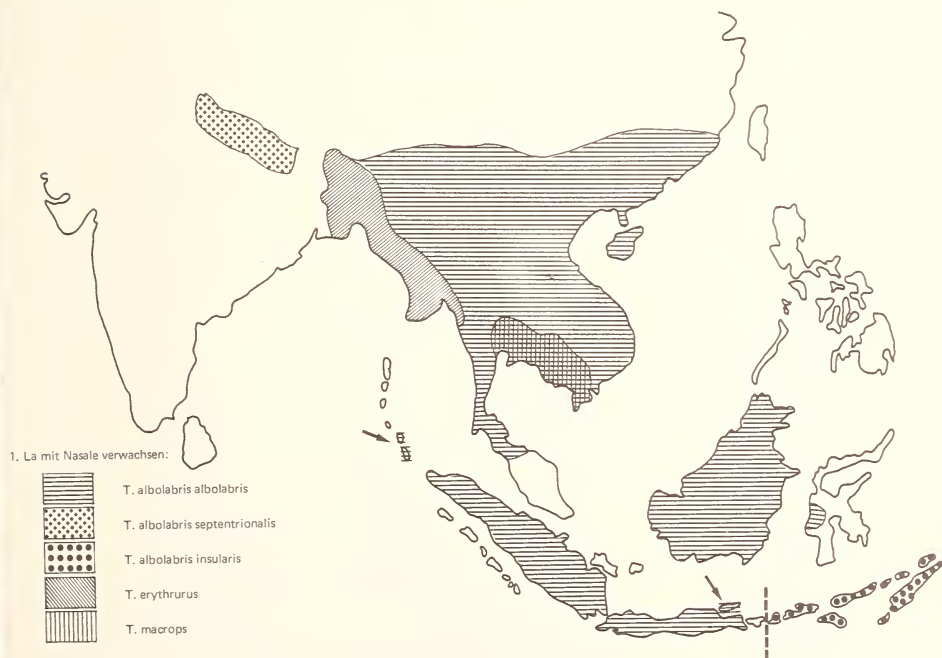 1. La mit Nasale verwachsen:
T. albolabris albolabris
T. albolabris septentrionalis
T. albolabris insularis
T. erythrurus
T. macrops